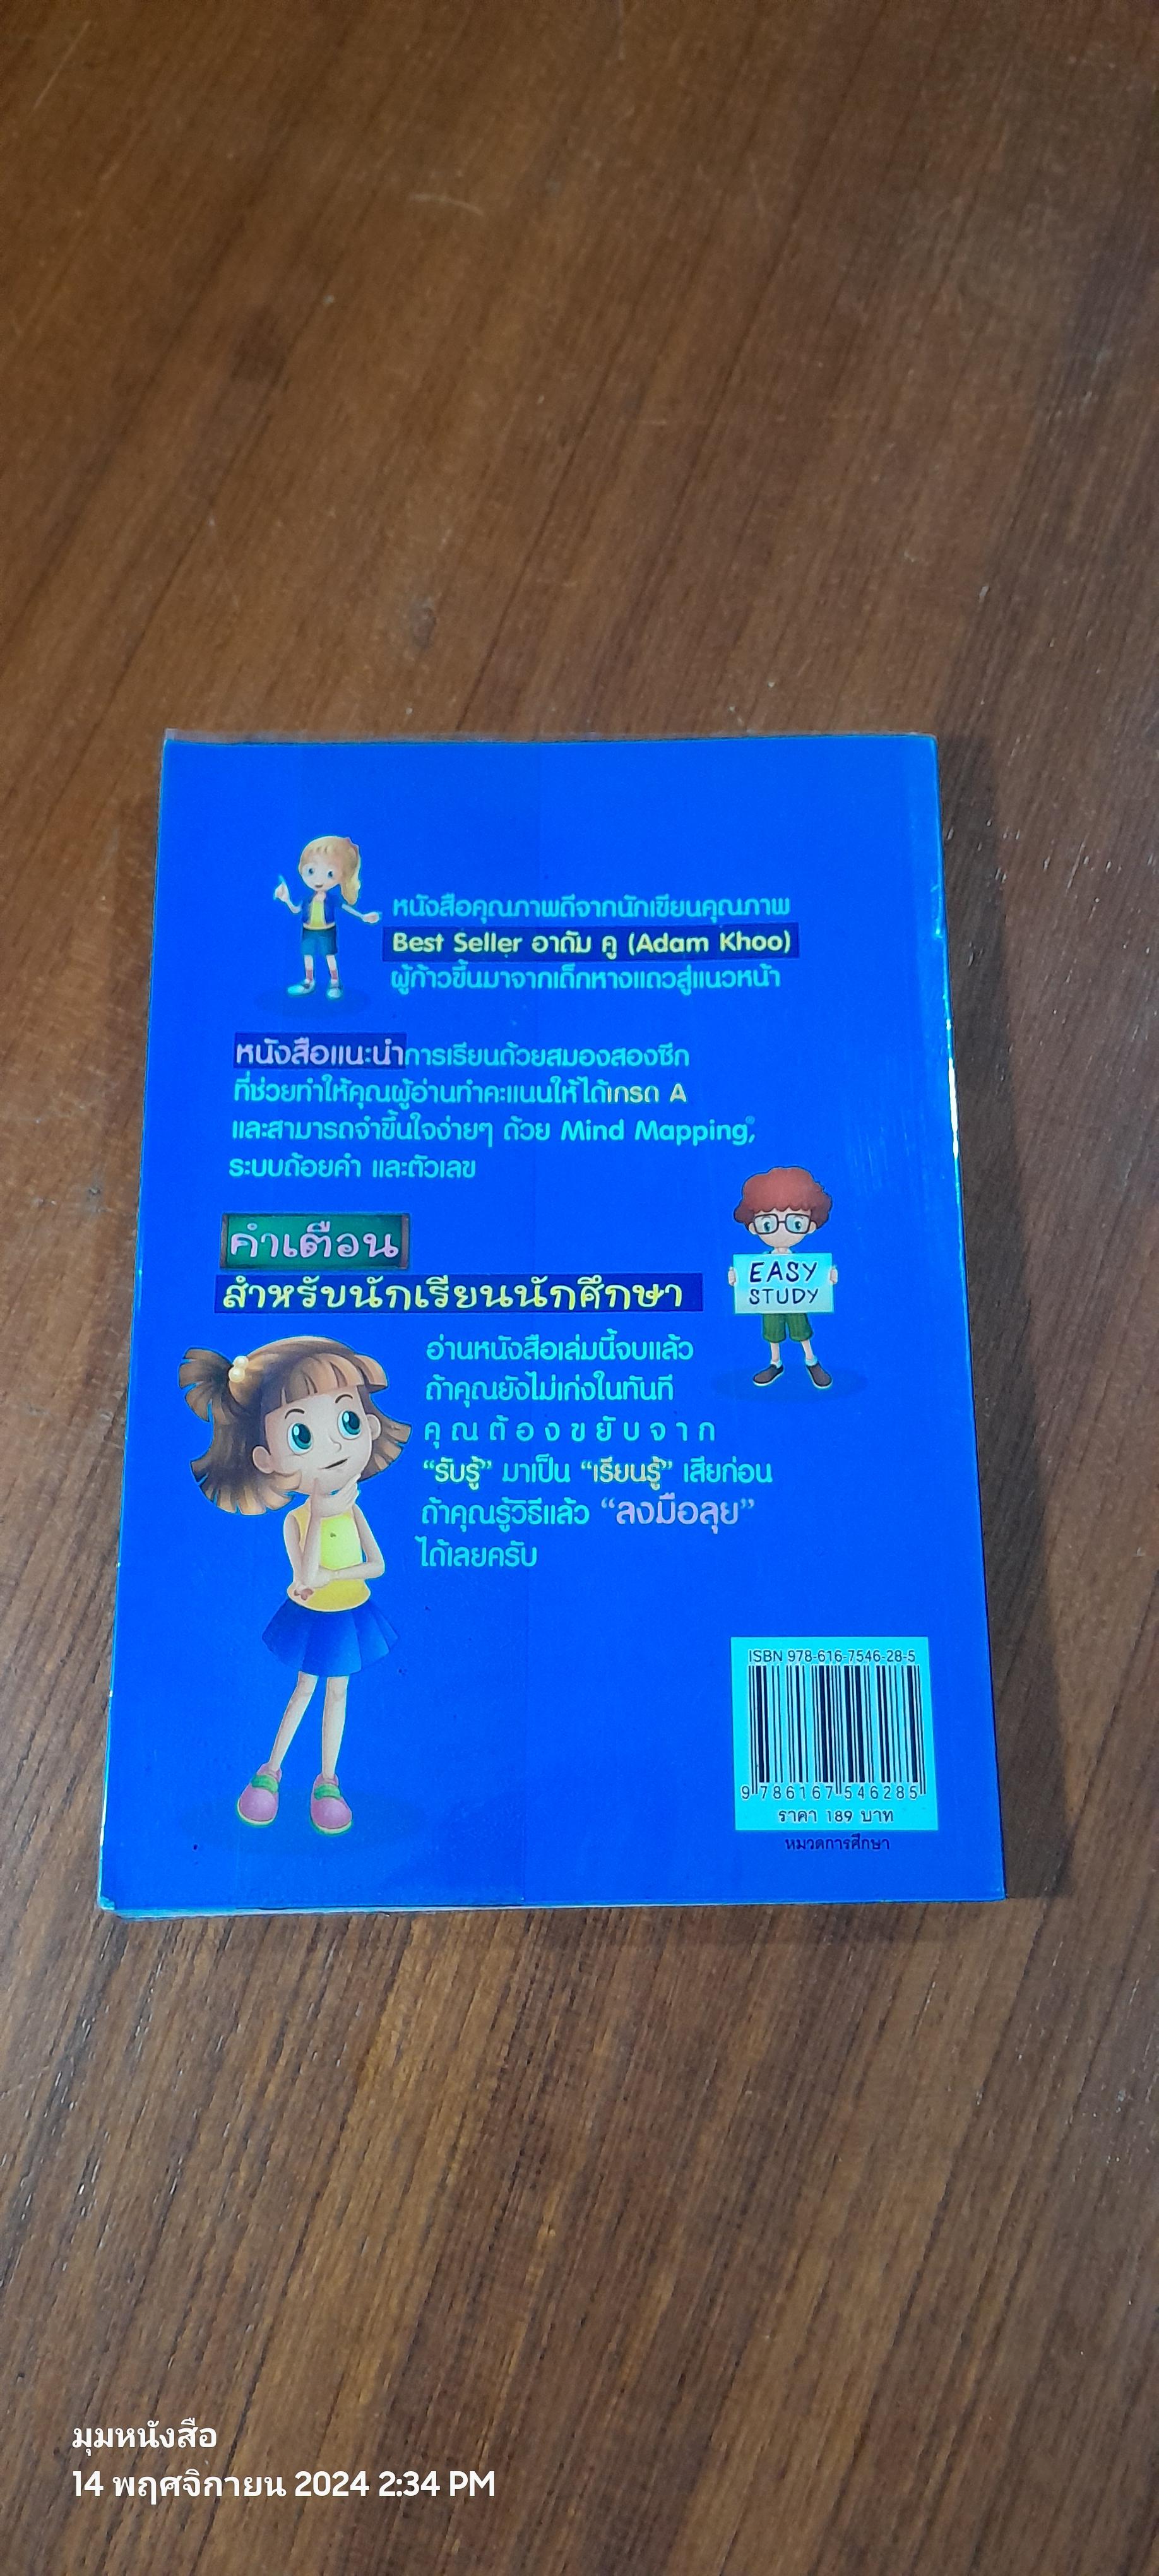 หนังสือคุณภาพดีจากนักเขียนคุณภาพ
Best Seller อาดัม คู (Adam Khoo)
ผู้ก้าวขึ้นมาจากเด็กหางแถวสู่แนวหน้า
หนังสือแนะนำการเรียนด้วยสมองสองซีก
ที่ช่วยทำให้คุณผู้อ่านทำคะแนนให้ได้เกรด A
และสามารถจำขึ้นใจง่ายๆ ด้วย Mind Mapping®,
ระบบถ้อยคำ และตัวเลข
คำเตือน
สำหรับนักเรียนนักศึกษา
EASY
STUDY
อ่านหนังสือเล่มนี้จบแล้ว
ถ้าคุณยังไม่เก่งในทันที
คุณต้องขยับจาก
“รับรู้” มาเป็น “เรียนรู้” เสียก่อน
ถ้าคุณรู้วิธีแล้ว “ลงมือลุย”
ได้เลยครับ
ISBN 978-616-7546-28-5
9 786167 546285
ราคา 189 บาท
หมวดการศึกษา
มุมหนังสือ
14 พฤศจิกายน 2024 2:34 PM